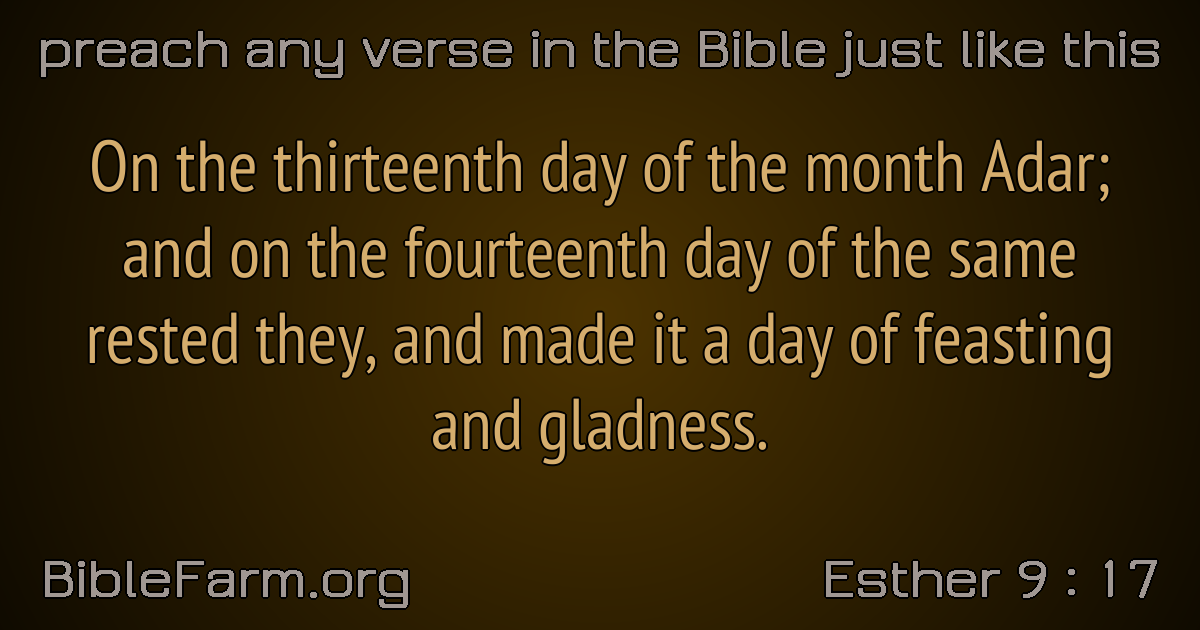 preach any verse in the Bible just like this
On the thirteenth day of the month Adar;
and on the fourteenth day of the same
rested they, and made it a day of feasting
and gladness.
BibleFarm.org
Esther 9 : 17